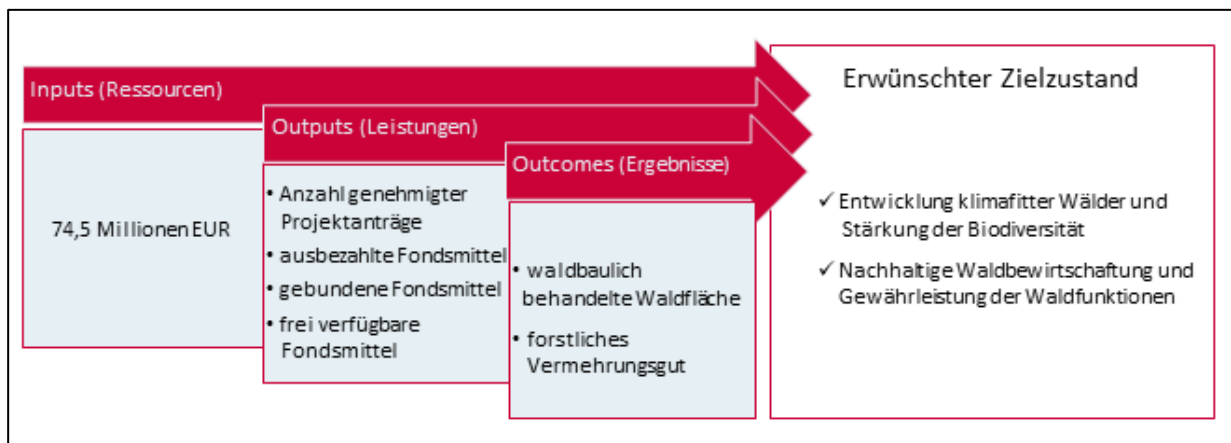 Inputs (Ressourcen)
74,5 Millionen EUR
Outputs (Leistungen)
• Anzahl genehmigter
Projektanträge
• ausbezahlte Fondsmittel
• gebundene Fondsmittel
• frei verfügbare
Fondsmittel
Outcomes (Ergebnisse)
• waldbaulich
behandelte Waldfläche
• forstliches
Vermehrungsgut
Erwünschter Zielzustand
✓ Entwicklung klimafitter Wälder und
Stärkung der Biodiversität
✓ Nachhaltige Waldbewirtschaftung und
Gewährleistung der Waldfunktionen